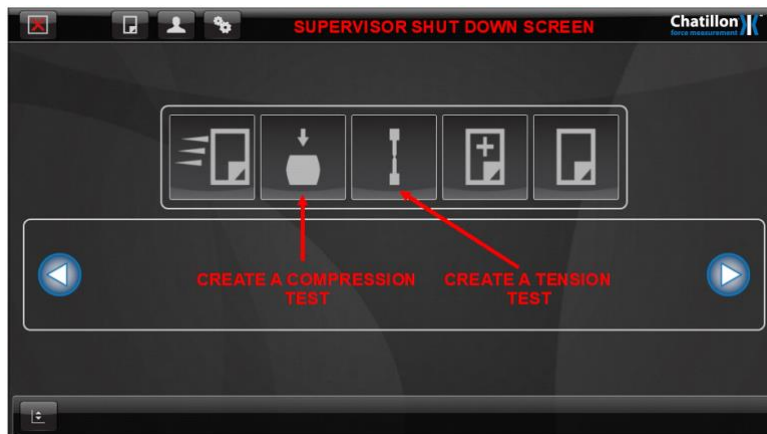 SUPERVISOR SHUT DOWN SCREEN
Chatillon
force measurement
CREATE A COMPRESSION
TEST
CREATE A TENSION
TEST